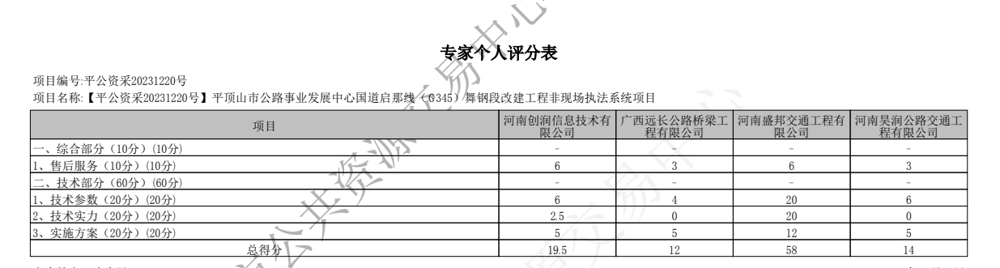 专家个人评分表
项目编号:平公资采20231220号
项目名称:【平公资采20231220号】平顶山市公路事业发展中心国道启那线（G345）舞钢段改建工程非现场执法系统项目
项目 河南创润信息技术有限公司 广西远长公路桥梁工程有限公司 河南盛邦交通工程有限公司 河南昊润公路交通工程有限公司
一、综合部分（10分）(10分) - - - -
1、售后服务（10分）(10分) 6 3 6 3
二、技术部分（60分）(60分) - - - -
1、技术参数（20分）(20分) 6 4 20 6
2、技术实力（20分）(20分) 2.5 0 20 0
3、实施方案（20分）(20分) 5 5 12 5
总得分 19.5 12 58 14